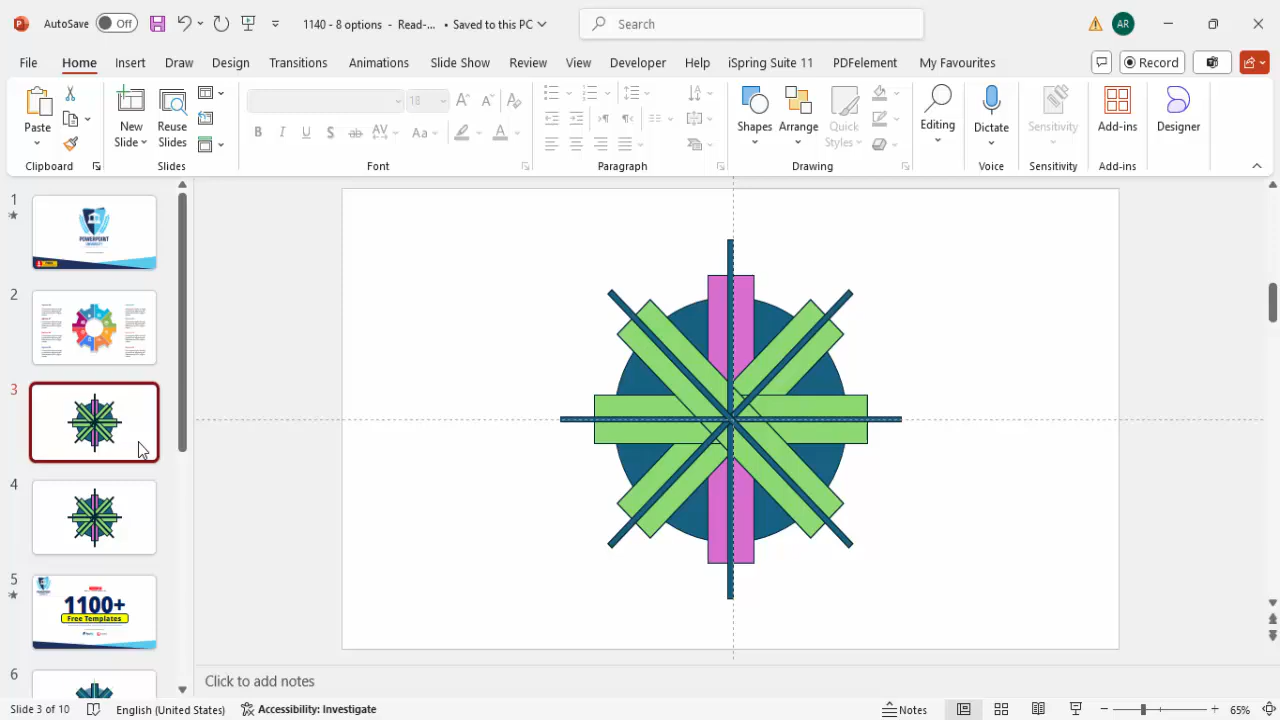 AutoSave Off 1140 - 8 options - Read-... • Saved to this PC Search AR
File Home Insert Draw Design Transitions Animations Slide Show Review View Developer Help iSpring Suite 11 PDFelement My Favourites Record
Paste New Slide Reuse Slides 18 Shapes Arrange Quick Styles Editing Dictate Sensitivity Add-ins Designer
Clipboard Slides Font Paragraph Drawing Voice Sensitivity Add-ins
1
POWERPOINT
UNIVERSITY
2
3
4
5
1100+
Free Templates
6
Click to add notes
Slide 3 of 10 English (United States) Accessibility: Investigate Notes 65%